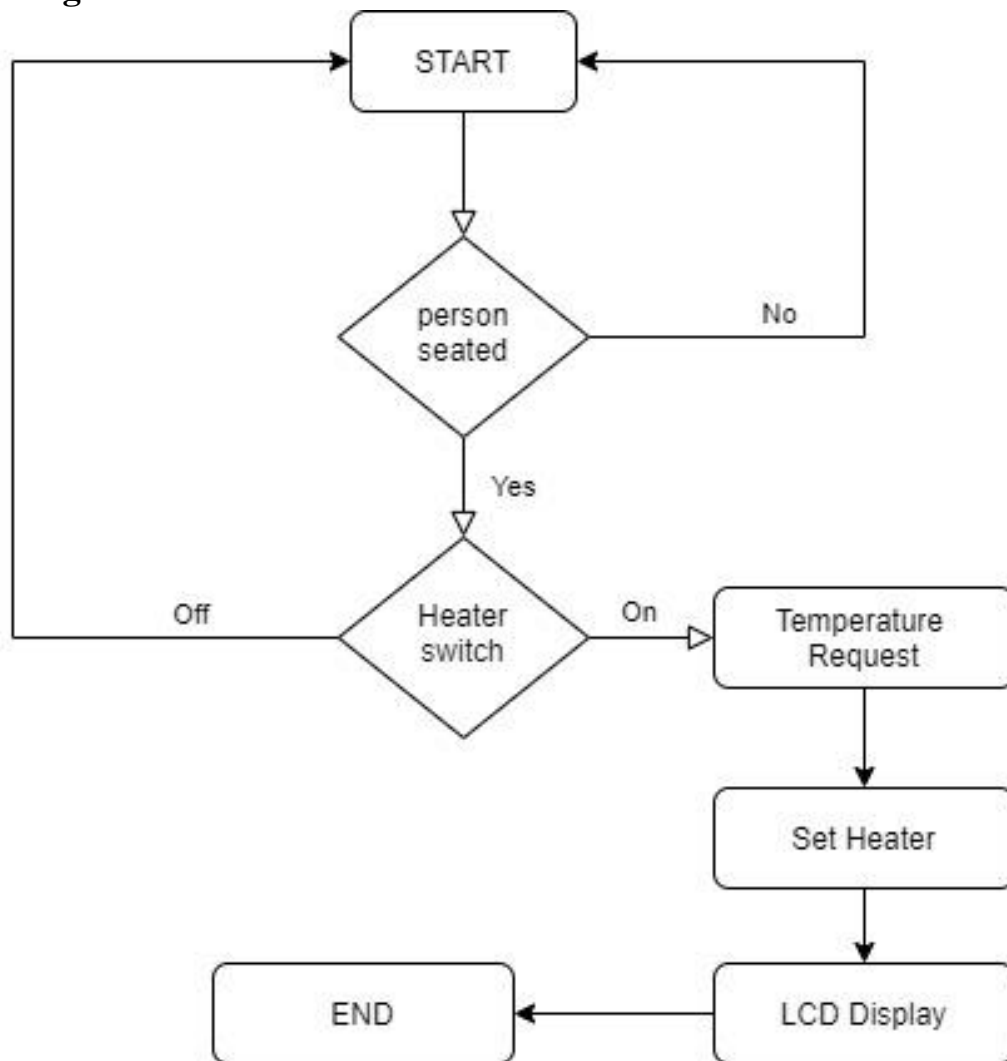 START
person
seated
No
Yes
Heater
switch
Off
On
Temperature
Request
Set Heater
LCD Display
END